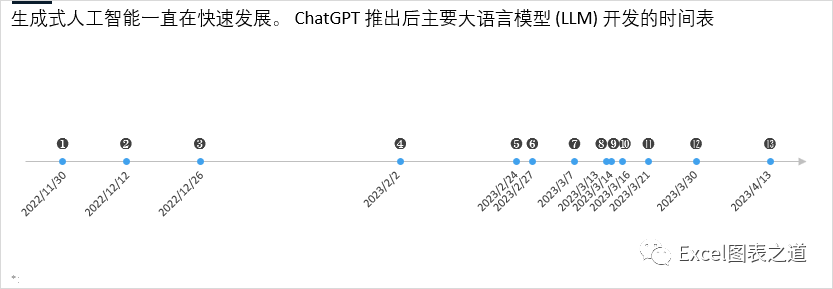 生成式人工智能一直在快速发展。 ChatGPT 推出后主要大语言模型 (LLM) 开发的时间表
❶ ❷ ❸ ❹ ❺ ❻ ❼ ❽ ❾ ❿ ⓫ ⓬ ⓭
2022/11/30 2022/12/12 2022/12/26 2023/2/2 2023/2/24 2023/2/27 2023/3/7 2023/3/13 2023/3/14 2023/3/16 2023/3/21 2023/3/30 2023/4/13
Excel图表之道